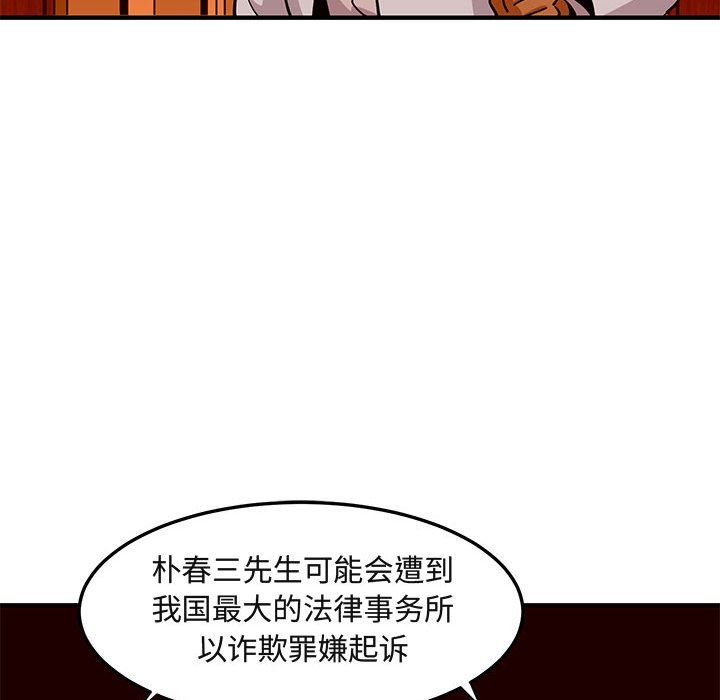 朴春三先生可能会遭到
我国最大的法律事务所
以诈欺罪嫌起诉